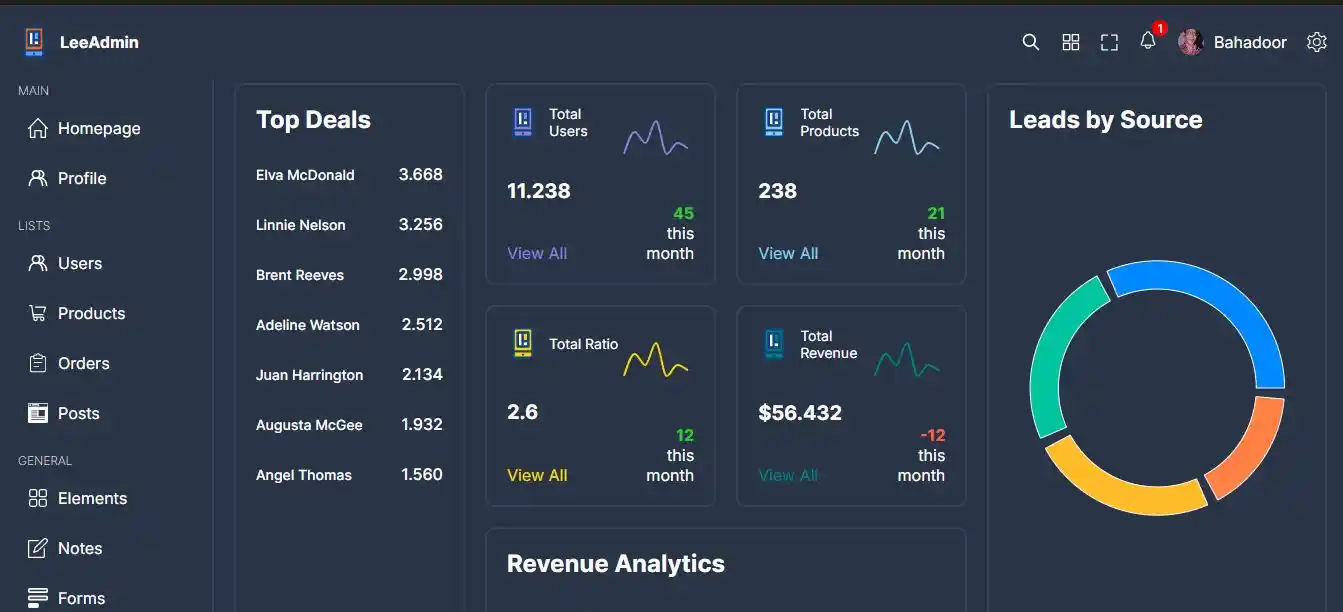 LeeAdmin
1
Bahadoor
MAIN
Homepage
Profile
LISTS
Users
Products
Orders
Posts
GENERAL
Elements
Notes
Forms
Top Deals
Elva McDonald 3.668
Linnie Nelson 3.256
Brent Reeves 2.998
Adeline Watson 2.512
Juan Harrington 2.134
Augusta McGee 1.932
Angel Thomas 1.560
Total
Users
11.238
45
this
View All month
Total
Products
238
21
this
View All month
Total Ratio
2.6
12
this
View All month
Total
Revenue
$56.432
-12
this
View All month
Revenue Analytics
Leads by Source